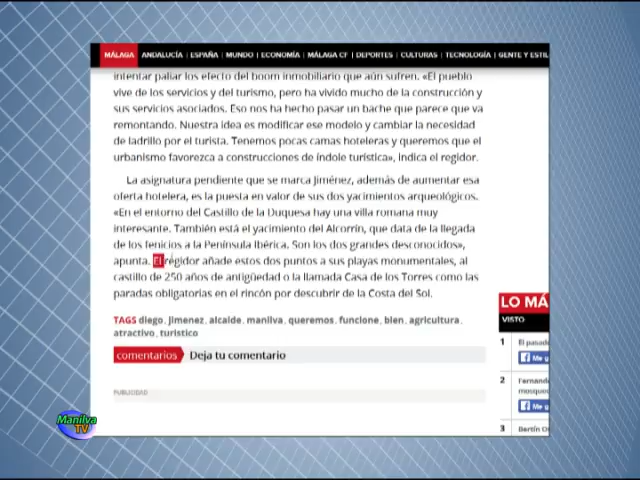 MÁLAGA | ANDALUCÍA | ESPAÑA | MUNDO | ECONOMÍA | MÁLAGA CF | DEPORTES | CULTURAS | TECNOLOGÍA | GENTE Y ESTIL
intentar paliar los efecto del boom inmobiliario que aún sufren. «El pueblo
vive de los servicios y del turismo, pero ha vivido mucho de la construcción y
sus servicios asociados. Eso nos ha hecho pasar un bache que parece que va
remontando. Nuestra idea es modificar ese modelo y cambiar la necesidad
de ladrillo por el turista. Tenemos pocas camas hoteleras y queremos que el
urbanismo favorezca a construcciones de índole turística», indica el regidor.
La asignatura pendiente que se marca Jiménez, además de aumentar esa
oferta hotelera, es la puesta en valor de sus dos yacimientos arqueológicos.
«En el entorno del Castillo de la Duquesa hay una villa romana muy
interesante. También está el yacimiento del Alcorrín, que data de la llegada
de los fenicios a la Península Ibérica. Son los dos grandes desconocidos»,
apunta. El regidor añade estos dos puntos a sus playas monumentales, al
castillo de 250 años de antigüedad o la llamada Casa de los Torres como las
paradas obligatorias en el rincón por descubrir de la Costa del Sol.
TAGS diego, jimenez, alcalde, manilva, queremos, funcione, bien, agricultura,
atractivo, turistico
comentarios Deja tu comentario
PUBLICIDAD
LO MÁ
VISTO
1 El pasad
Me g
2 Fernand
mosque
Me g
3 Bertín O
Manilva
TV